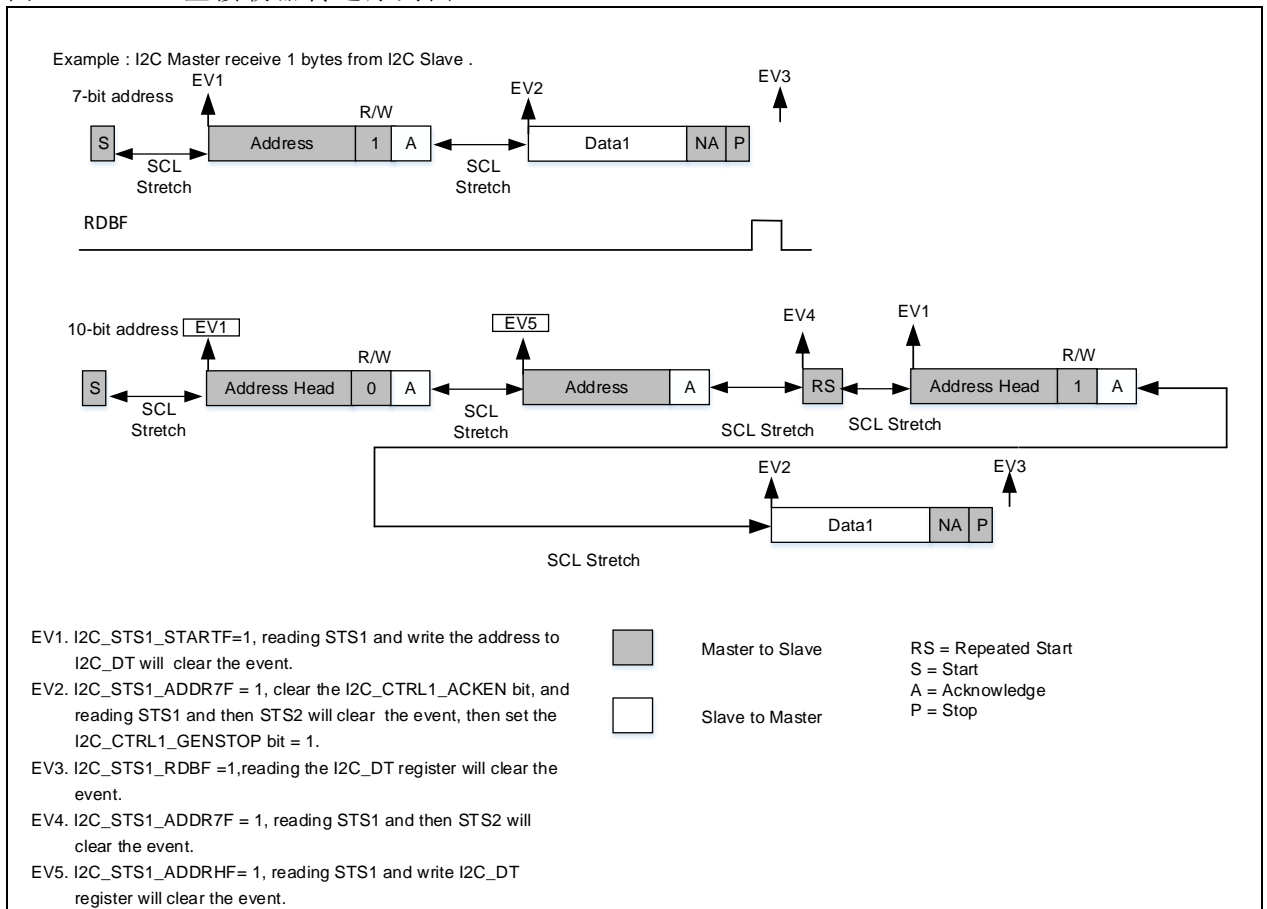 Example : I2C Master receive 1 bytes from I2C Slave .
EV1
EV2
EV3
7-bit address
R/W
S
Address
1
A
Data1
NA
P
SCL
Stretch
SCL
Stretch
RDBF
10-bit address
EV1
EV5
EV4
EV1
R/W
R/W
S
Address Head
0
A
Address
A
RS
Address Head
1
A
SCL
Stretch
SCL
Stretch
SCL Stretch
SCL Stretch
EV2
EV3
Data1
NA
P
SCL Stretch
EV1. I2C_STS1_STARTF=1, reading STS1 and write the address to
I2C_DT will clear the event.
EV2. I2C_STS1_ADDR7F = 1, clear the I2C_CTRL1_ACKEN bit, and
reading STS1 and then STS2 will clear the event, then set the
I2C_CTRL1_GENSTOP bit = 1.
EV3. I2C_STS1_RDBF =1,reading the I2C_DT register will clear the
event.
EV4. I2C_STS1_ADDR7F = 1, reading STS1 and then STS2 will
clear the event.
EV5. I2C_STS1_ADDRHF= 1, reading STS1 and write I2C_DT
register will clear the event.
Master to Slave
Slave to Master
RS = Repeated Start
S = Start
A = Acknowledge
P = Stop